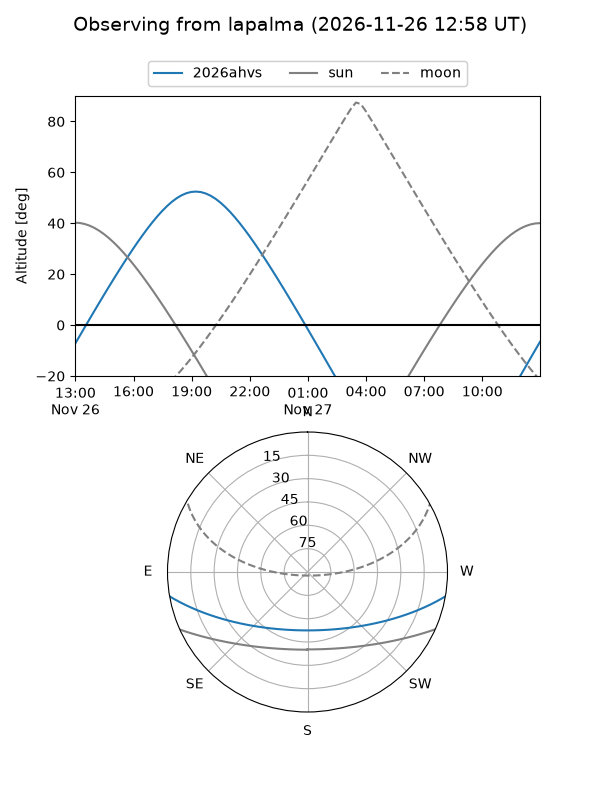 Observing from lapalma (2026-11-26 12:58 UT)
2026ahvs sun moon
80
60
40
20
0
−20
Altitude [deg]
13:00 16:00 19:00 22:00 01:00 04:00 07:00 10:00
Nov 26 Nov 27
N
NE NW
15
30
45
60
75
E W
SE SW
S